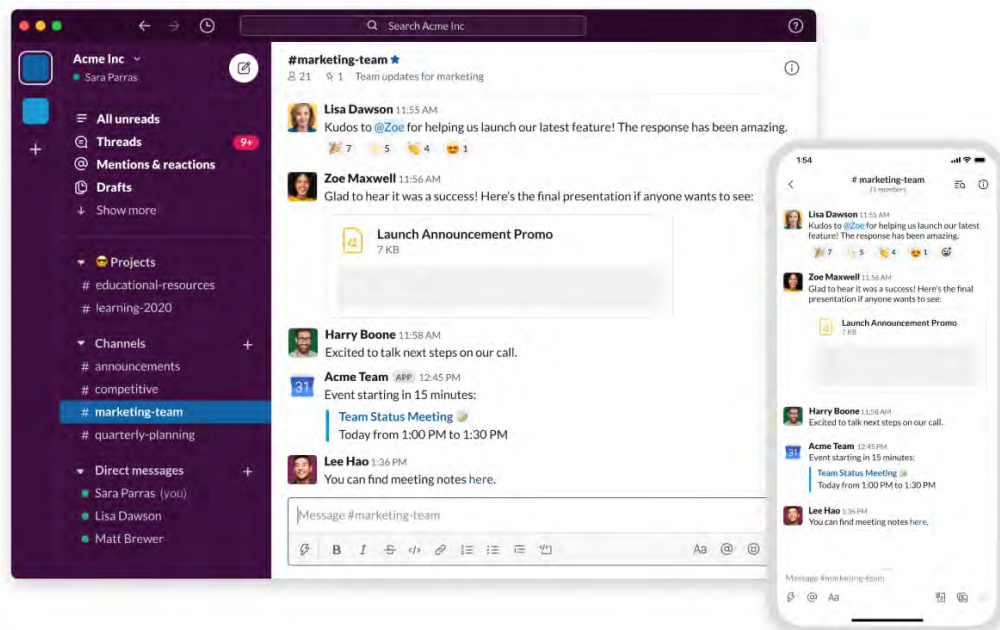 Search Acme Inc
Acme Inc
Sara Parras
All unreads
Threads 9+
@ Mentions & reactions
Drafts
Show more
Projects
# educational-resources
# learning-2020
Channels +
# announcements
# competitive
# marketing-team
# quarterly-planning
Direct messages +
Sara Parras (you)
Lisa Dawson
Matt Brewer
#marketing-team
21 1 Team updates for marketing
Lisa Dawson 11:55 AM
Kudos to @Zoe for helping us launch our latest feature! The response has been amazing.
7 5 4 1
Zoe Maxwell 11:56 AM
Glad to hear it was a success! Here's the final presentation if anyone wants to see:
Launch Announcement Promo
7 KB
Harry Boone 11:58 AM
Excited to talk next steps on our call.
31
Acme Team APP 12:45 PM
Event starting in 15 minutes:
Team Status Meeting
Today from 1:00 PM to 1:30 PM
Lee Hao 1:36 PM
You can find meeting notes here.
Message #marketing-team
B I S </> Aa @
1:54
# marketing-team
21 members
Lisa Dawson 11:55 AM
Kudos to @Zoe for helping us launch our latest
feature! The response has been amazing.
7 5 4 1
Zoe Maxwell 11:56 AM
Glad to hear it was a success! Here's the final
presentation if anyone wants to see:
Launch Announcement Promo
7 KB
Harry Boone 11:58 AM
Excited to talk next steps on our call.
31
Acme Team 12:45 PM
Event starting in 15 minutes:
Team Status Meeting
Today from 1:00 PM to 1:30 PM
Lee Hao 1:36 PM
You can find meeting notes here.
Message #marketing-team
@ Aa